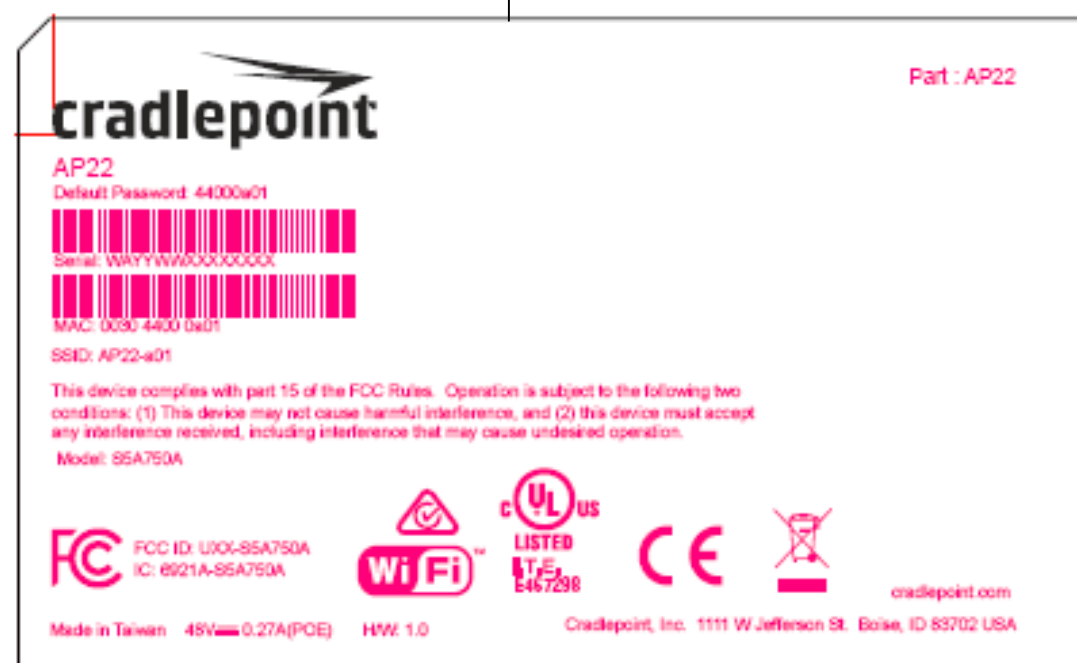 cradlepoint
Part : AP22
AP22
Default Password: 44000a01
Serial: WAYYWWXXXXXXXXX
MAC: 0030 4400 0a01
SSID: AP22-a01
This device complies with part 15 of the FCC Rules. Operation is subject to the following two
conditions: (1) This device may not cause harmful interference, and (2) this device must accept
any interference received, including interference that may cause undesired operation.
Model: S5A750A
FC
FCC ID: UXX-S5A750A
IC: 6921A-S5A750A
Wi Fi™
C UL US
LISTED
I.T.E.
E467298
CE
cradlepoint.com
Made in Taiwan 48V 0.27A(POE) H/W: 1.0
Cradlepoint, Inc. 1111 W Jefferson St. Boise, ID 83702 USA